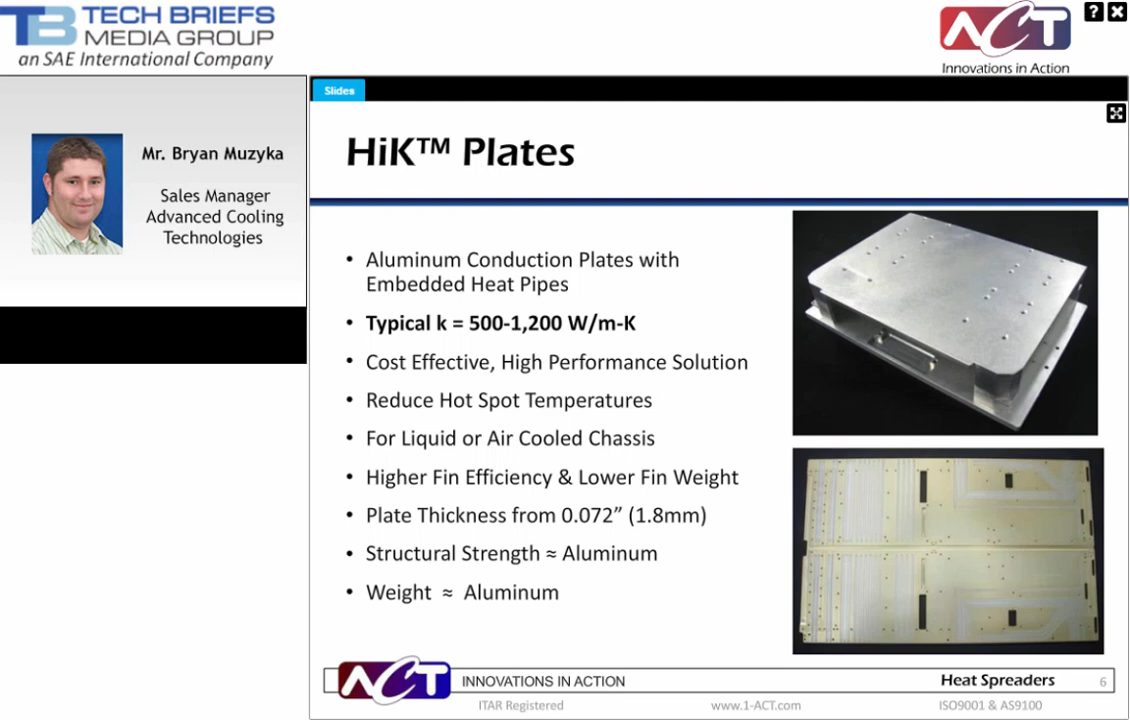 TB TECH BRIEFS
MEDIA GROUP
an SAE International Company
ACT
Innovations in Action
? X
Mr. Bryan Muzyka
Sales Manager
Advanced Cooling
Technologies
Slides
HiK™ Plates
• Aluminum Conduction Plates with
Embedded Heat Pipes
• Typical k = 500-1,200 W/m-K
• Cost Effective, High Performance Solution
• Reduce Hot Spot Temperatures
• For Liquid or Air Cooled Chassis
• Higher Fin Efficiency & Lower Fin Weight
• Plate Thickness from 0.072” (1.8mm)
• Structural Strength ≈ Aluminum
• Weight ≈ Aluminum
ACT INNOVATIONS IN ACTION Heat Spreaders 6
ITAR Registered www.1-ACT.com ISO9001 & AS9100